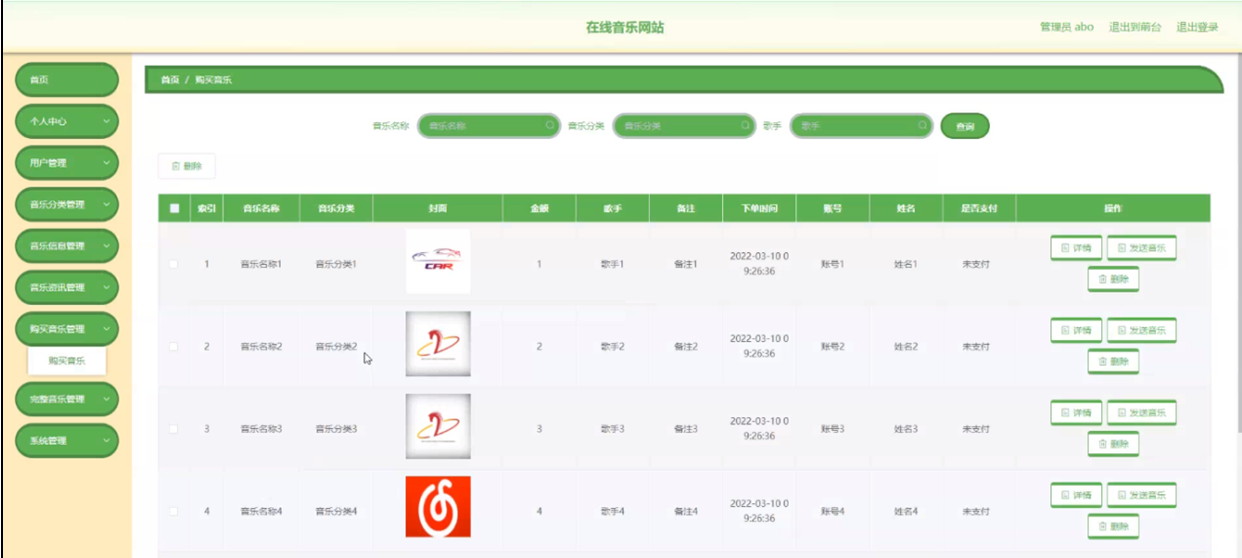 在线音乐网站
管理员 abo 退出到前台 退出登录
首页
个人中心
用户管理
音乐分类管理
音乐信息管理
音乐资讯管理
购买音乐管理
购买音乐
完整音乐管理
系统管理
首页 / 购买音乐
音乐名称 音乐名称 音乐分类 音乐分类 歌手 歌手 查询
删除
索引 音乐名称 音乐分类 封面 金额 歌手 备注 下单时间 账号 姓名 是否支付 操作
1 音乐名称1 音乐分类1 CAR 1 歌手1 备注1 2022-03-10 0 账号1 姓名1 未支付 详情 发送音乐
9:26:36 删除
2 音乐名称2 音乐分类2 2 歌手2 备注2 2022-03-10 0 账号2 姓名2 未支付 详情 发送音乐
9:26:36 删除
3 音乐名称3 音乐分类3 3 歌手3 备注3 2022-03-10 0 账号3 姓名3 未支付 详情 发送音乐
9:26:36 删除
4 音乐名称4 音乐分类4 4 歌手4 备注4 2022-03-10 0 账号4 姓名4 未支付 详情 发送音乐
9:26:36 删除